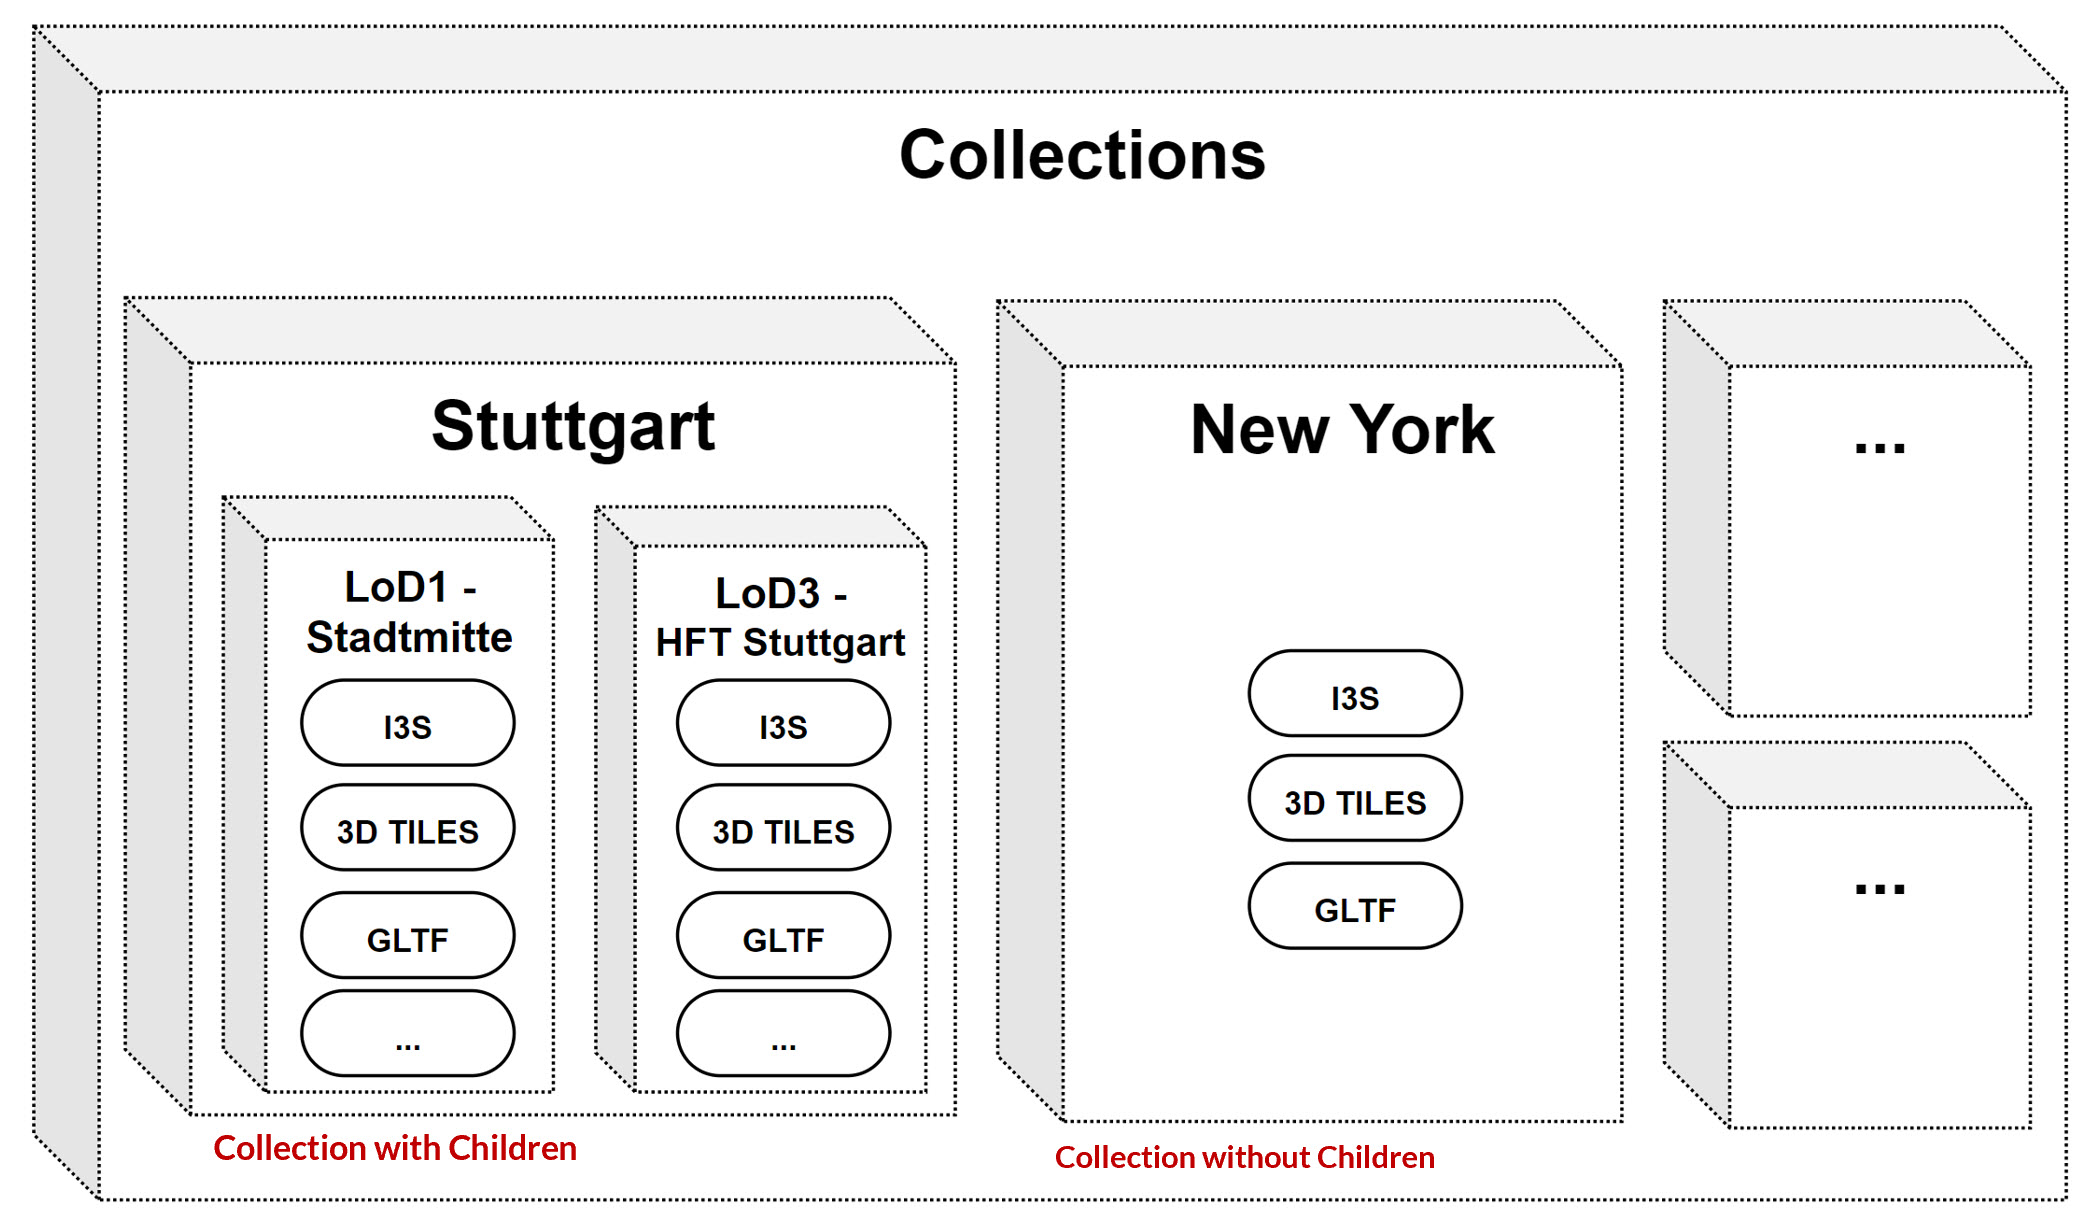 Collections
Stuttgart
LoD1 -
Stadtmitte
I3S
3D TILES
GLTF
...
LoD3 -
HFT Stuttgart
I3S
3D TILES
GLTF
...
Collection with Children
New York
I3S
3D TILES
GLTF
Collection without Children
...
...